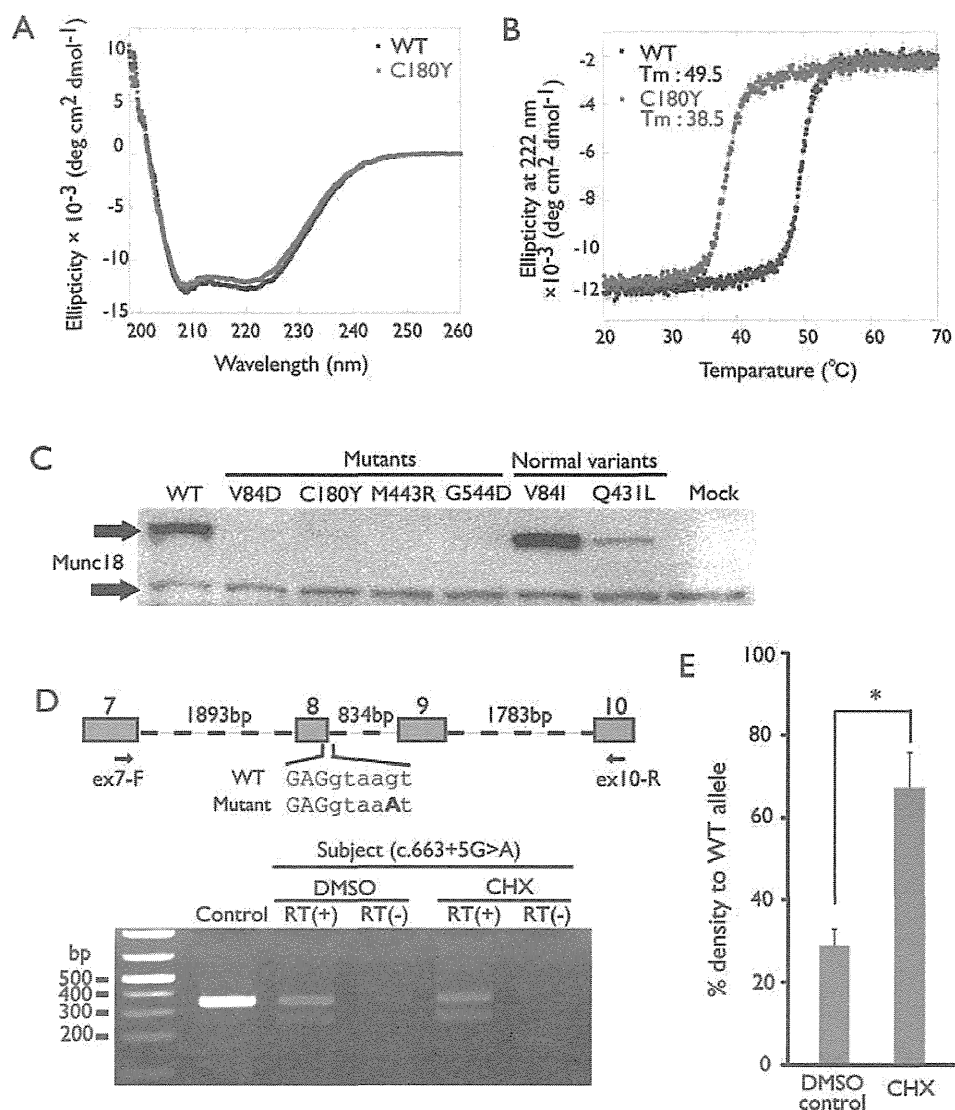 A
10
5
0
-5
-10
-15
Ellipticity × 10-3 (deg cm2 dmol-1)
WT
C180Y
200 210 220 230 240 250 260
Wavelength (nm)
B
-2
-4
-6
-8
-10
-12
Ellipticity at 222 nm
×10-3 (deg cm2 dmol-1)
WT
Tm : 49.5
C180Y
Tm : 38.5
20 30 40 50 60 70
Temparature (°C)
C
Mutants Normal variants
WT V84D C180Y M443R G544D V84I Q431L Mock
Munc18
D
7 8 9 10
1893bp 834bp 1783bp
ex7-F ex10-R
WT GAGgtaagt
Mutant GAGgtaaAt
Subject (c.663+5G>A)
DMSO CHX
Control RT(+) RT(-) RT(+) RT(-)
bp
500
400
300
200
E
% density to WT allele
100
80
60
40
20
0
*
DMSO
control
CHX